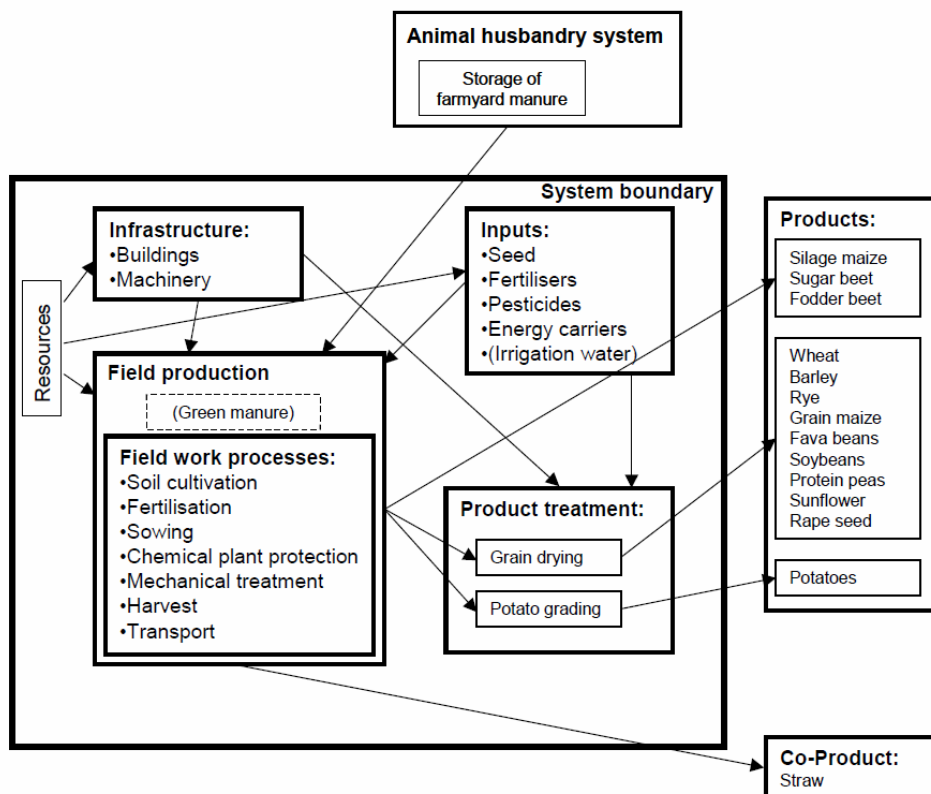 Animal husbandry system
Storage of
farmyard manure
System boundary
Infrastructure:
•Buildings
•Machinery
Inputs:
•Seed
•Fertilisers
•Pesticides
•Energy carriers
•(Irrigation water)
Resources
Field production
(Green manure)
Field work processes:
•Soil cultivation
•Fertilisation
•Sowing
•Chemical plant protection
•Mechanical treatment
•Harvest
•Transport
Product treatment:
Grain drying
Potato grading
Products:
Silage maize
Sugar beet
Fodder beet
Wheat
Barley
Rye
Grain maize
Fava beans
Soybeans
Protein peas
Sunflower
Rape seed
Potatoes
Co-Product:
Straw